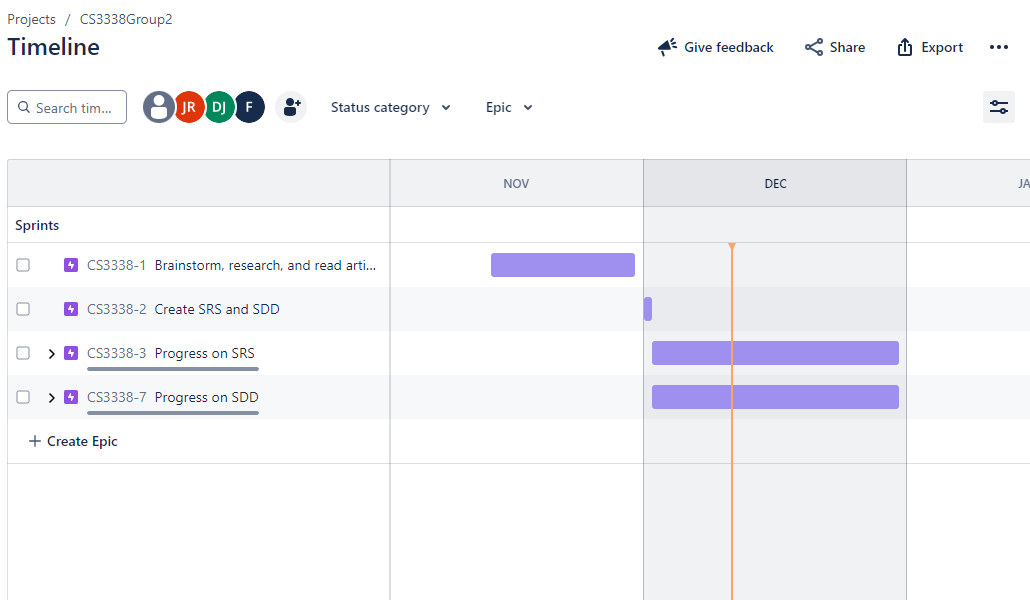 Projects / CS3338Group2
Timeline
Give feedback
Share
Export
Search tim...
JR
DJ
F
Status category
Epic
NOV
DEC
JA
Sprints
CS3338-1 Brainstorm, research, and read arti...
CS3338-2 Create SRS and SDD
CS3338-3 Progress on SRS
CS3338-7 Progress on SDD
+ Create Epic